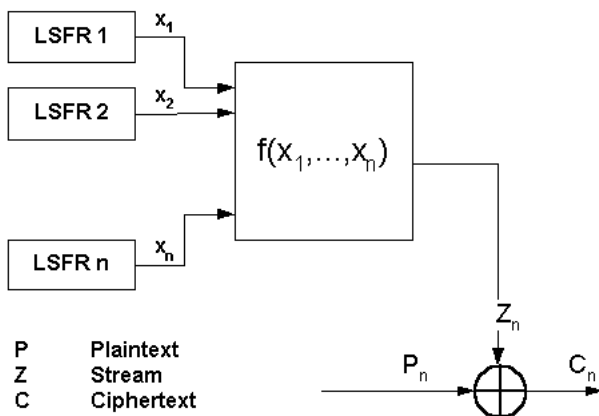 LSFR 1
x1
LSFR 2
x2
f(x1,...,xn)
LSFR n
xn
Zn
P Plaintext
Z Stream
C Ciphertext
Pn
Cn